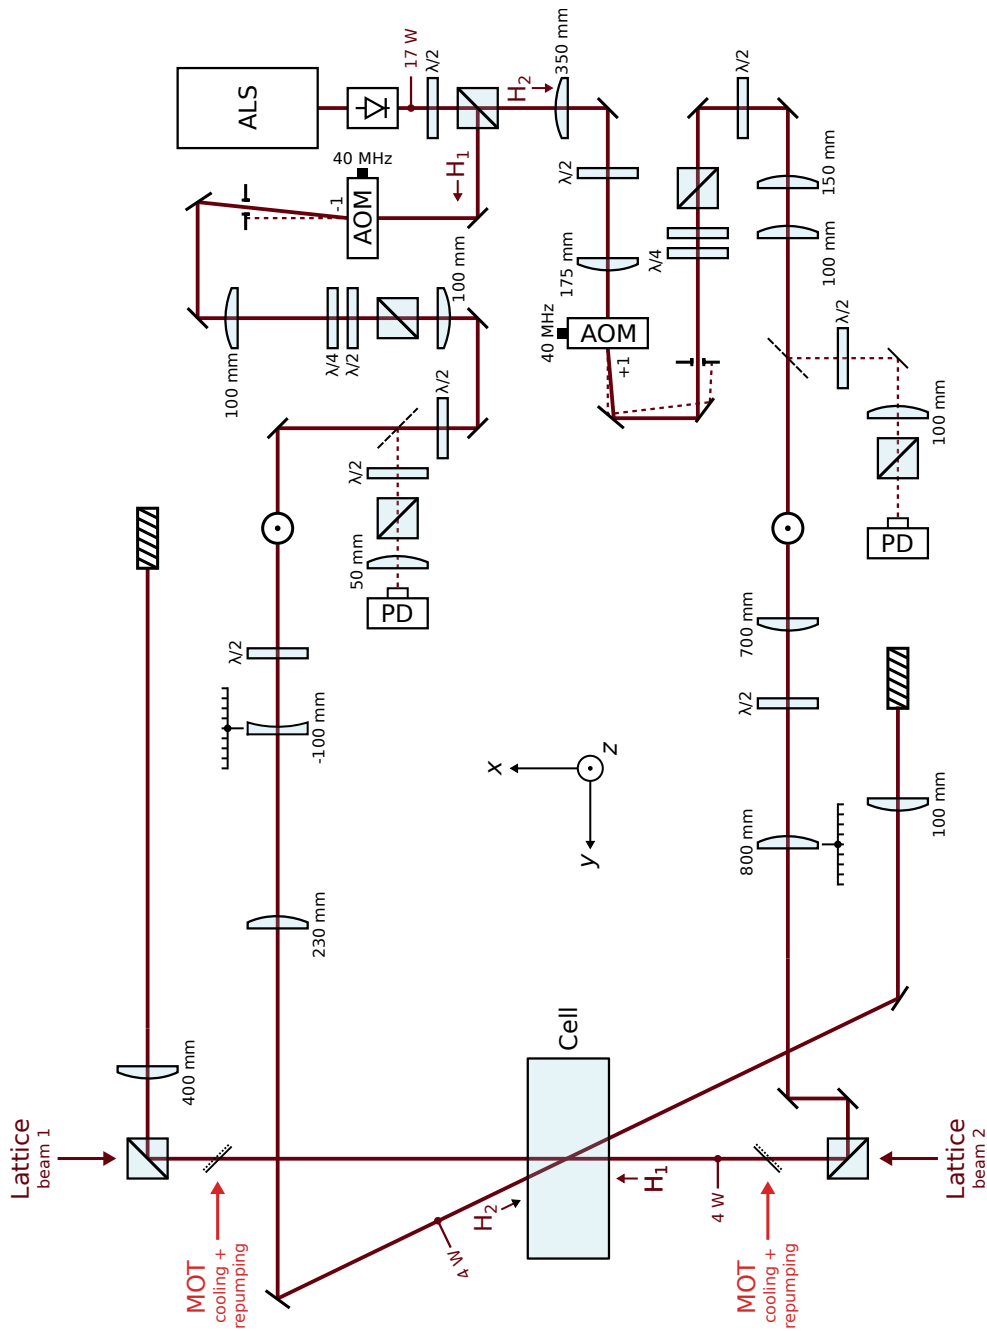 ALS
17 W
λ/2
H₂
350 mm
λ/2
40 MHz
H₁
-1
AOM
λ/2
150 mm
175 mm
λ/4
100 mm
100 mm
100 mm
λ/4
λ/2
λ/2
40 MHz
AOM
+1
λ/2
100 mm
λ/2
50 mm
PD
PD
λ/2
-100 mm
700 mm
λ/2
x
z
y
800 mm
100 mm
230 mm
Cell
400 mm
Lattice
beam 1
Lattice
beam 2
H₁
H₂
4 W
4 W
MOT
cooling +
repumping
MOT
cooling +
repumping